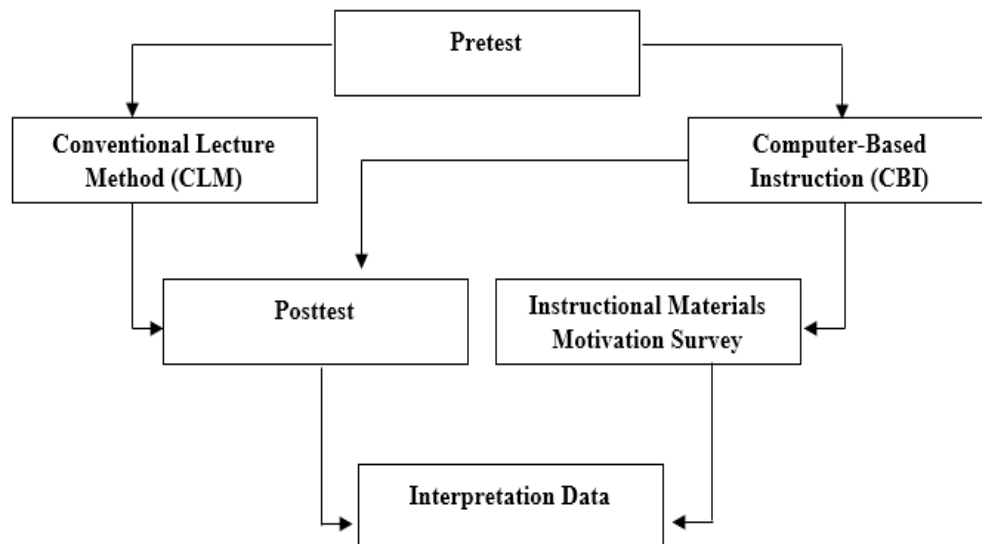 Pretest
Conventional Lecture
Method (CLM)
Computer-Based
Instruction (CBI)
Posttest
Instructional Materials
Motivation Survey
Interpretation Data